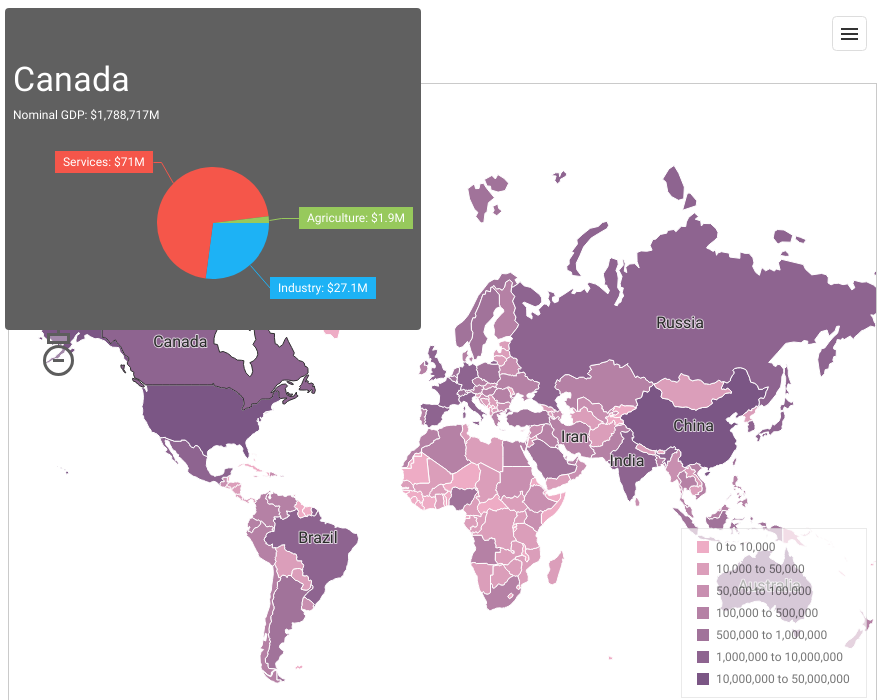 Canada
Nominal GDP: $1,788,717M
Services: $71M
Agriculture: $1.9M
Industry: $27.1M
Canada
Russia
China
Iran
India
Brazil
Australia
0 to 10,000
10,000 to 50,000
50,000 to 100,000
100,000 to 500,000
500,000 to 1,000,000
1,000,000 to 10,000,000
10,000,000 to 50,000,000